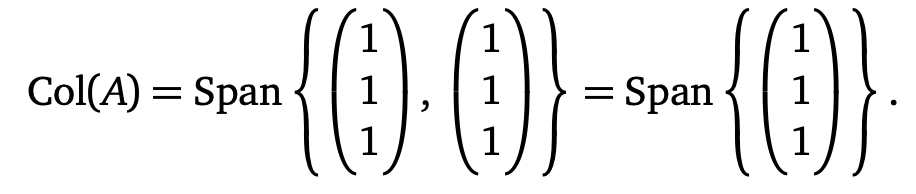 Col(A) = Span { ( 1 1 1 ) , ( 1 1 1 ) } = Span { ( 1 1 1 ) } .